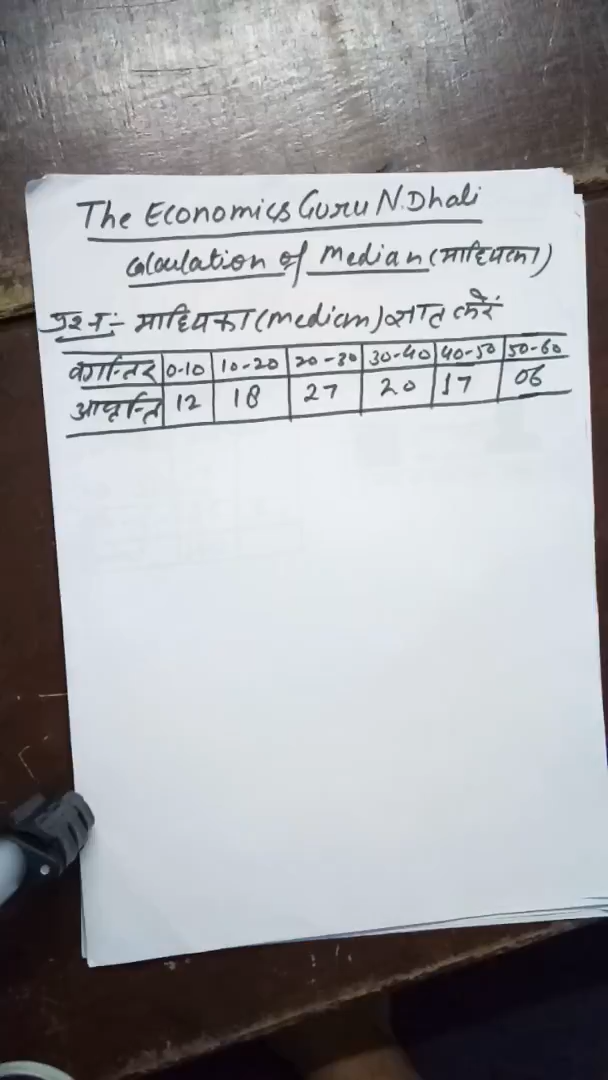 The Economics Guru N.Dhali
Calculation of Median (माध्यिका)
प्रश्न:- माध्यिका (medicm) ज्ञात करें
वर्गान्तर 0-10 10-20 20-30 30-40 40-50 50-60
आवृत्ति 12 18 27 20 17 06